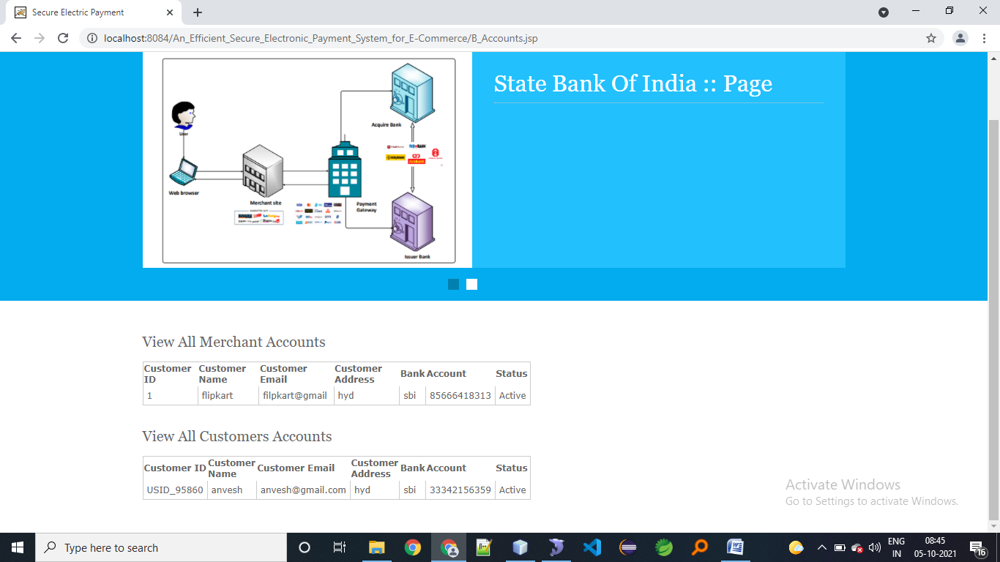 Secure Electric Payment
localhost:8084/An_Efficient_Secure_Electronic_Payment_System_for_E-Commerce/B_Accounts.jsp
State Bank Of India :: Page
User
Web browser
Merchant site
Payment
Gateway
Acquire Bank
Issuer Bank
View All Merchant Accounts
Customer ID Customer Name Customer Email Customer Address Bank Account Status
1 flipkart filpkart@gmail hyd sbi 85666418313 Active
View All Customers Accounts
Customer ID Customer Name Customer Email Customer Address Bank Account Status
USID_95860 anvesh anvesh@gmail.com hyd sbi 33342156359 Active
Activate Windows
Go to Settings to activate Windows.
Type here to search
ENG
IN
08:45
05-10-2021
16